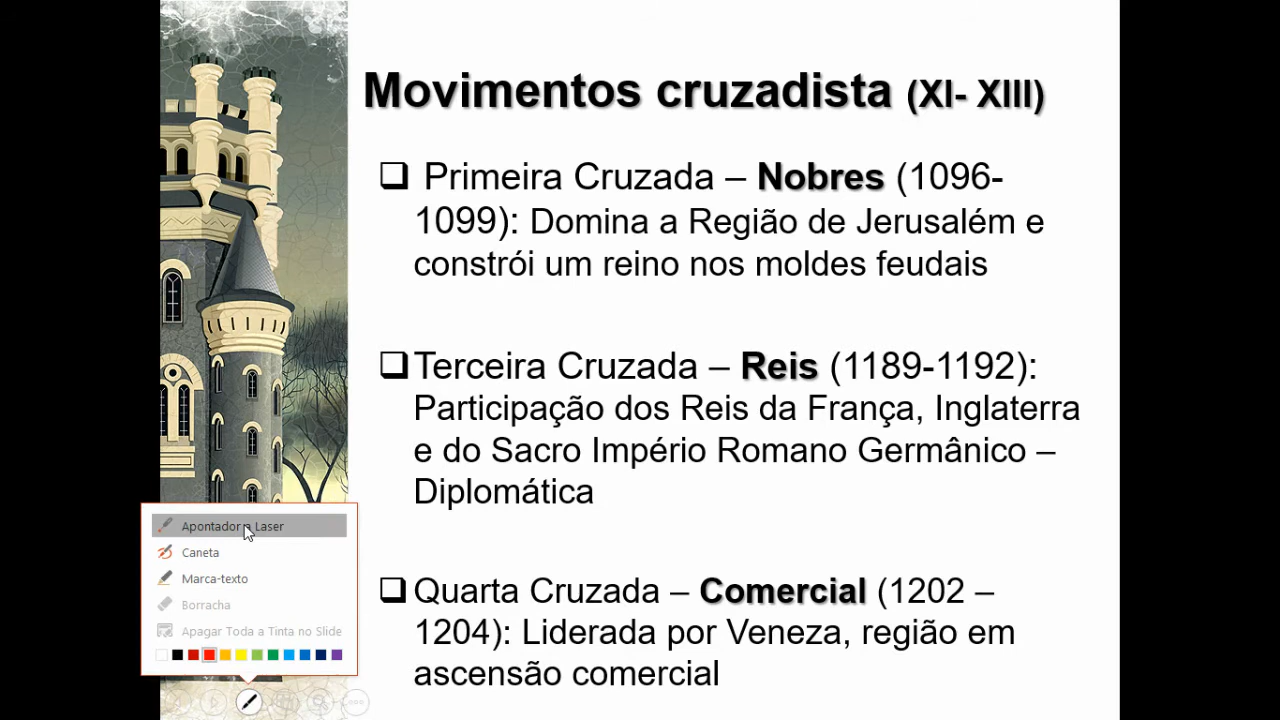 Movimentos cruzadista (XI- XIII)
❑ Primeira Cruzada – Nobres (1096-
1099): Domina a Região de Jerusalém e
constrói um reino nos moldes feudais
❑ Terceira Cruzada – Reis (1189-1192):
Participação dos Reis da França, Inglaterra
e do Sacro Império Romano Germânico –
Diplomática
❑ Quarta Cruzada – Comercial (1202 –
1204): Liderada por Veneza, região em
ascensão comercial
Apontador a Laser
Caneta
Marca-texto
Borracha
Apagar Toda a Tinta no Slide